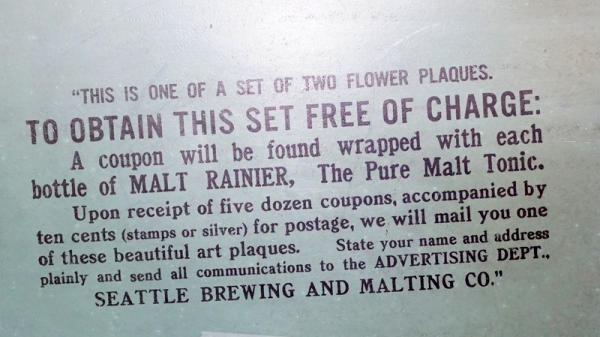 "THIS IS ONE OF A SET OF TWO FLOWER PLAQUES.
TO OBTAIN THIS SET FREE OF CHARGE:
A coupon will be found wrapped with each
bottle of MALT RAINIER, The Pure Malt Tonic.
Upon receipt of five dozen coupons, accompanied by
ten cents (stamps or silver) for postage, we will mail you one
of these beautiful art plaques. State your name and address
plainly and send all communications to the ADVERTISING DEPT.,
SEATTLE BREWING AND MALTING CO."